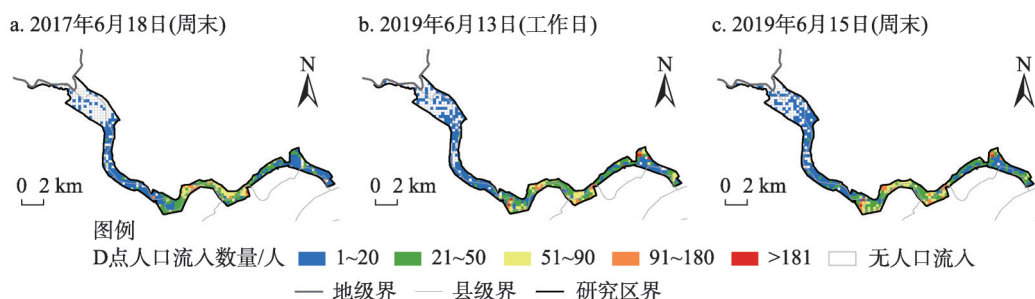 a. 2017年6月18日(周末)
b. 2019年6月13日(工作日)
c. 2019年6月15日(周末)
N
N
N
0 2 km
0 2 km
0 2 km
图例
D点人口流入数量/人 1~20 21~50 51~90 91~180 >181 无人口流入
地级界 县级界 研究区界